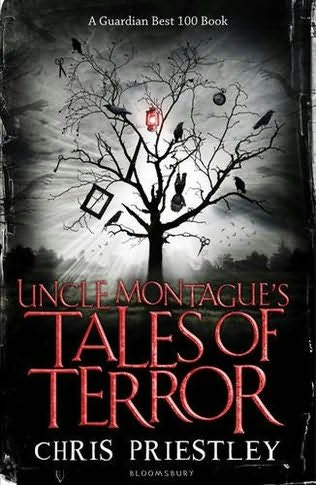 A Guardian Best 100 Book
UNCLE MONTAGUE'S
TALES OF
TERROR
CHRIS PRIESTLEY
BLOOMSBURY